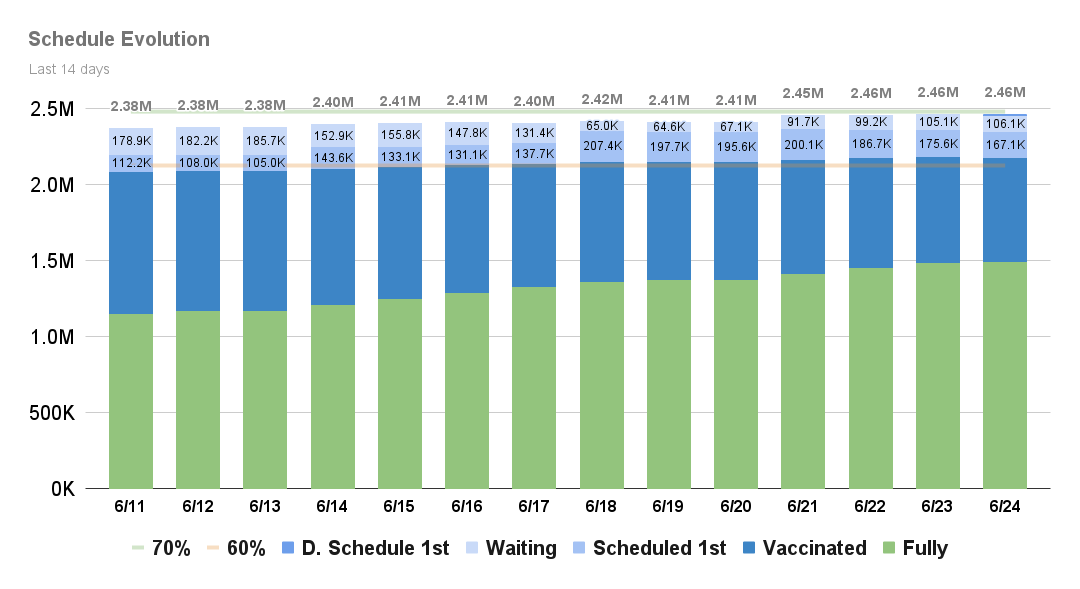 Schedule Evolution
Last 14 days
2.38M 2.38M 2.38M 2.40M 2.41M 2.41M 2.40M 2.42M 2.41M 2.41M 2.45M 2.46M 2.46M 2.46M
2.5M
178.9K 182.2K 185.7K 152.9K 155.8K 147.8K 131.4K 65.0K 64.6K 67.1K 91.7K 99.2K 105.1K 106.1K
112.2K 108.0K 105.0K 143.6K 133.1K 131.1K 137.7K 207.4K 197.7K 195.6K 200.1K 186.7K 175.6K 167.1K
2.0M
1.5M
1.0M
500K
0K
6/11 6/12 6/13 6/14 6/15 6/16 6/17 6/18 6/19 6/20 6/21 6/22 6/23 6/24
70% 60% D. Schedule 1st Waiting Scheduled 1st Vaccinated Fully